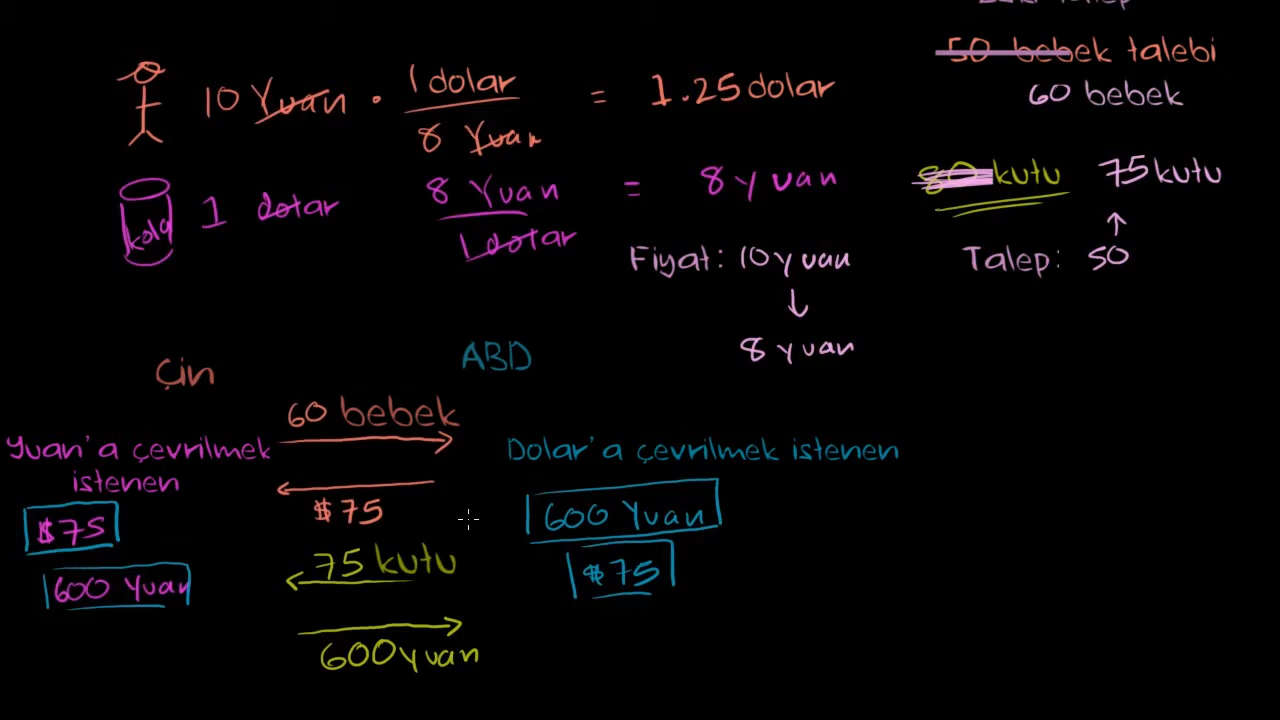 50 bebek talebi
60 bebek
10 Yuan · 1 dolar / 8 Yuan = 1.25 dolar
kola 1 dolar 8 Yuan / 1 dolar = 8 yuan
80 kutu 75 kutu
Fiyat: 10 yuan
↓
8 yuan
Talep: 50
Çin
ABD
60 bebek
Yuan'a çevrilmek
istenen
$75
600 Yuan
$75
75 kutu
600 yuan
Dolar'a çevrilmek istenen
600 Yuan
$75